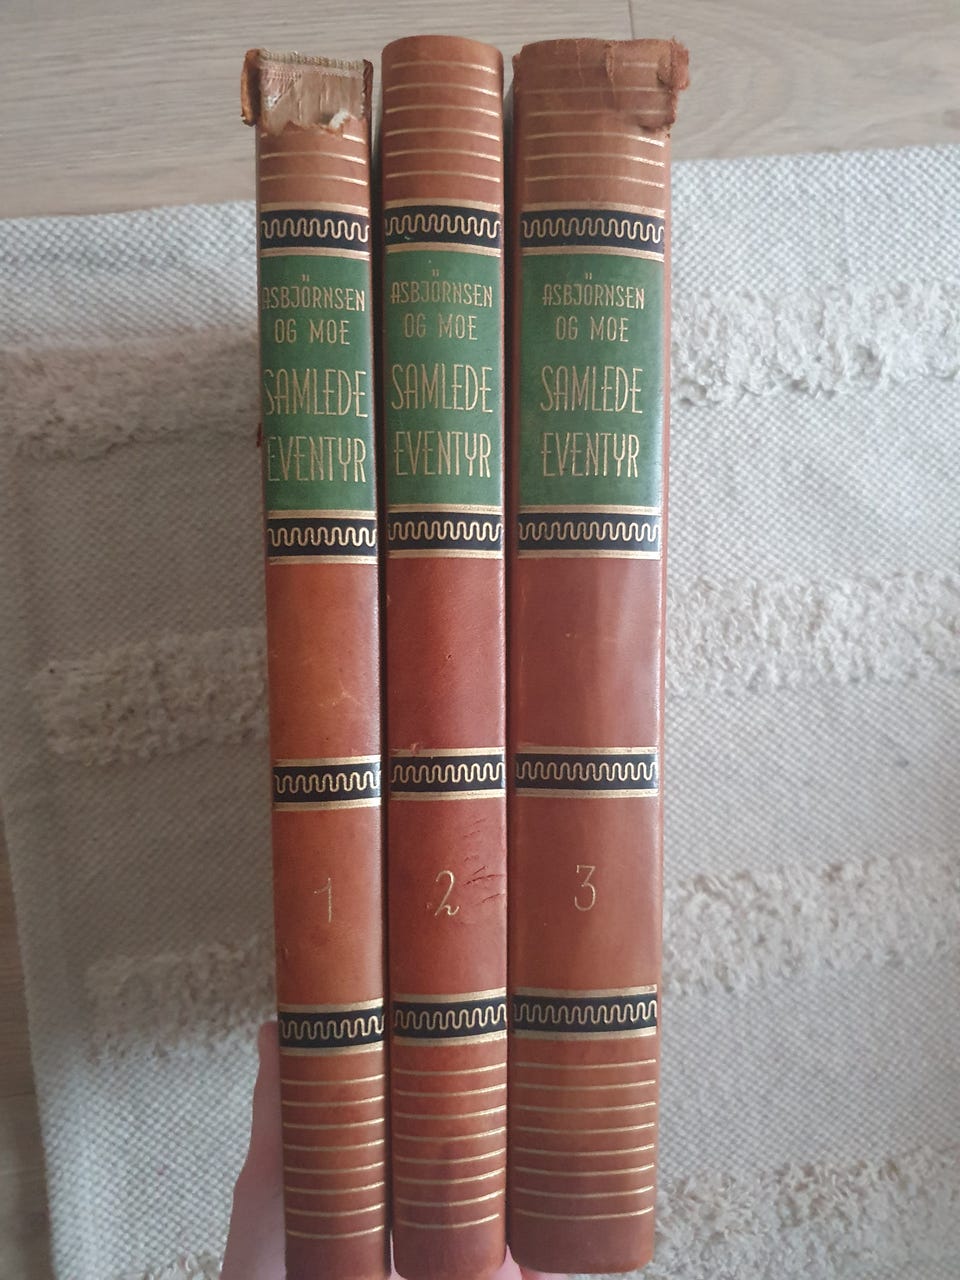 ASBJÖRNSEN
OG MOE
SAMLEDE
EVENTYR
1
ASBJÖRNSEN
OG MOE
SAMLEDE
EVENTYR
2
ASBJÖRNSEN
OG MOE
SAMLEDE
EVENTYR
3